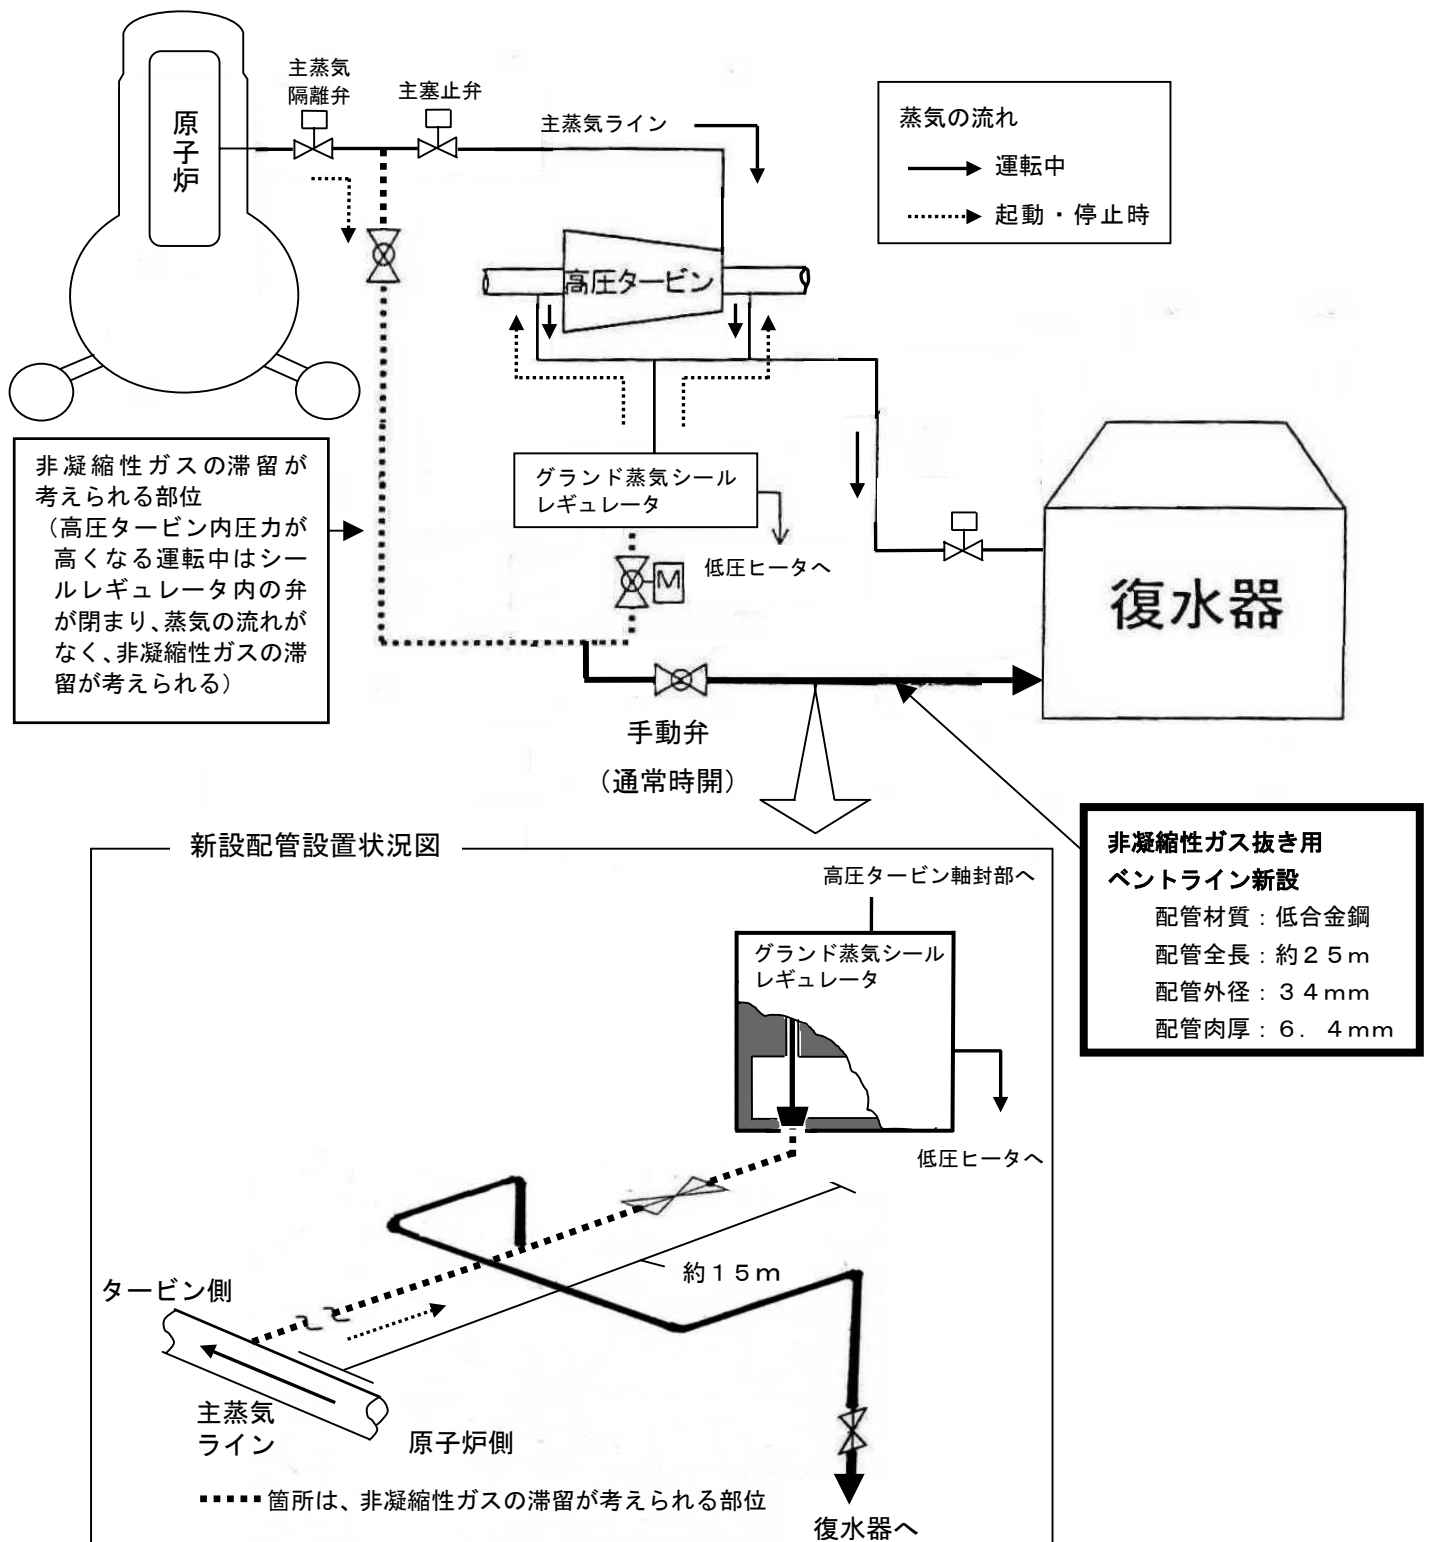 主蒸気
隔離弁
主塞止弁
原子炉
主蒸気ライン
蒸気の流れ
運転中
起動・停止時
高圧タービン
非凝縮性ガスの滞留が
考えられる部位
(高圧タービン内圧力が
高くなる運転中はシー
ルレギュレータ内の弁
が閉まり、蒸気の流れが
なく、非凝縮性ガスの滞
留が考えられる)
グランド蒸気シール
レギュレータ
低圧ヒータへ
M
復水器
手動弁
(通常時開)
非凝縮性ガス抜き用
ベントライン新設
配管材質:低合金鋼
配管全長:約25m
配管外径:34mm
配管肉厚:6.4mm
新設配管設置状況図
高圧タービン軸封部へ
グランド蒸気シール
レギュレータ
低圧ヒータへ
約15m
タービン側
主蒸気
ライン
原子炉側
箇所は、非凝縮性ガスの滞留が考えられる部位
復水器へ